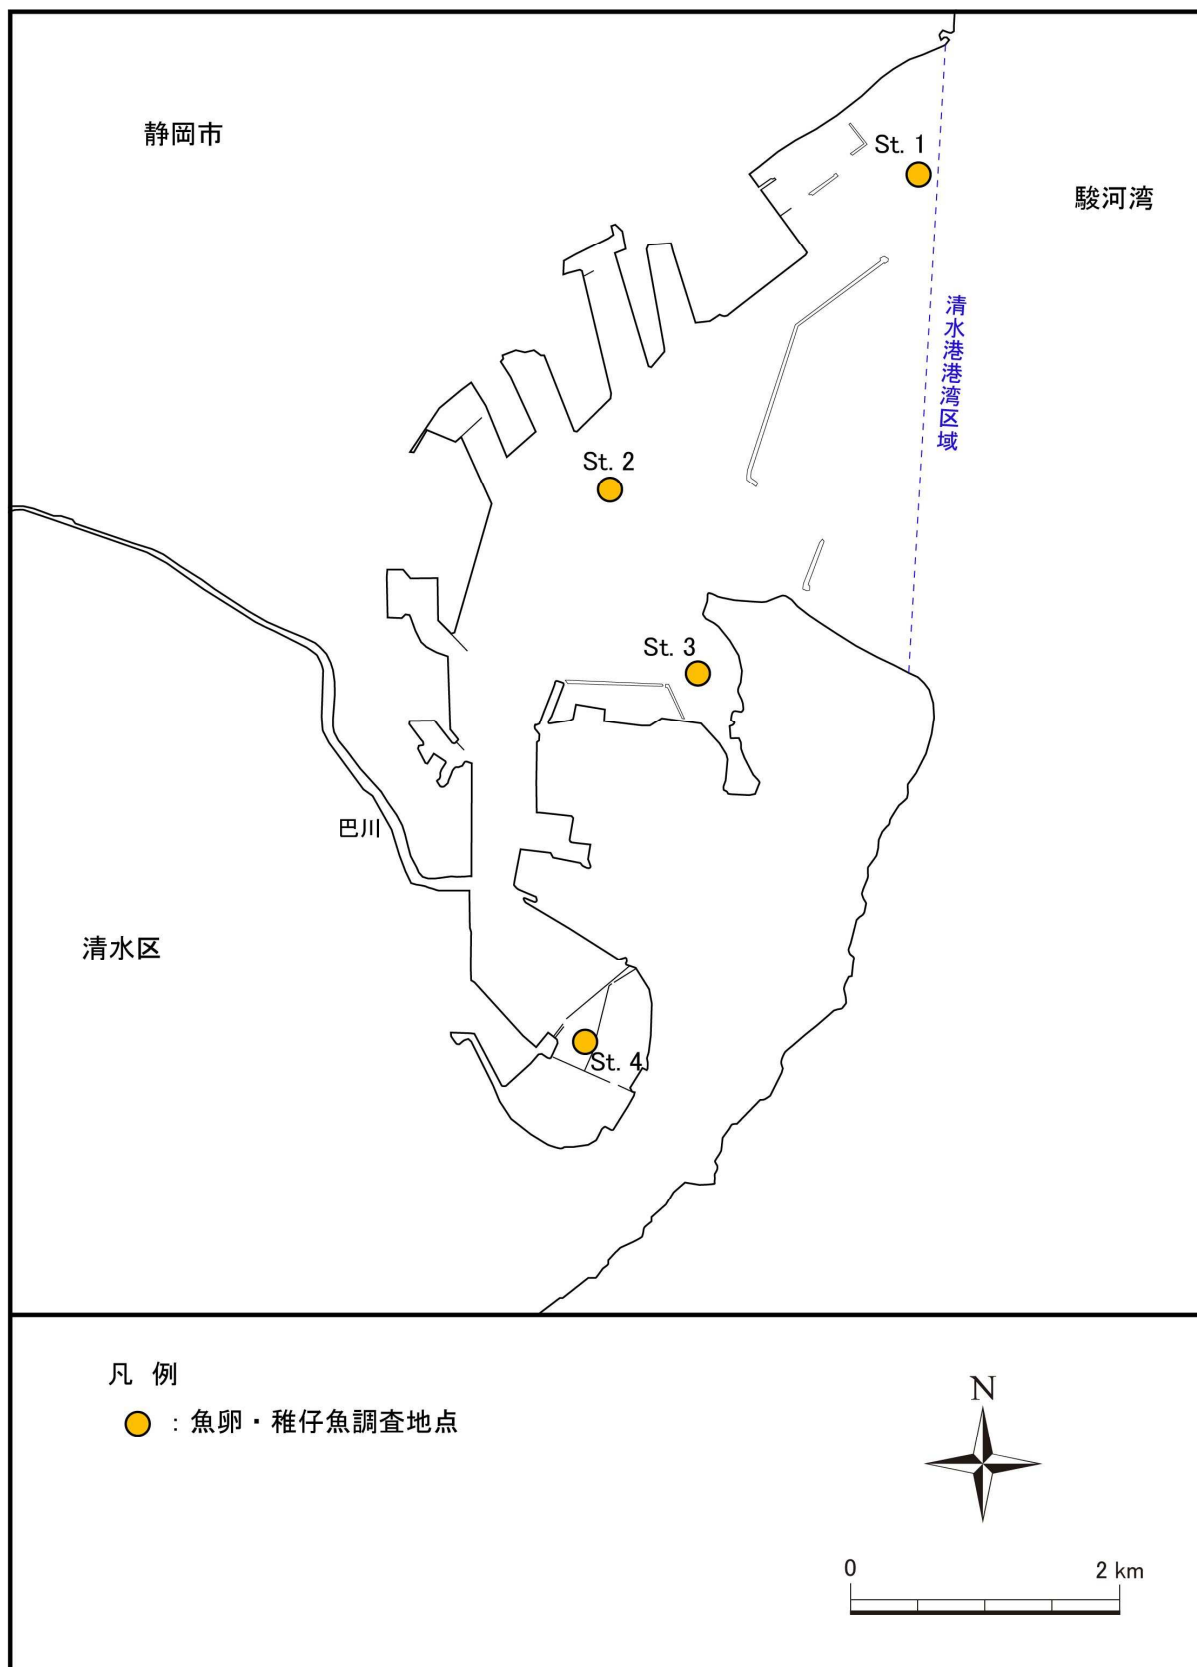 静岡市
St. 1
駿河湾
清水港港湾区域
St. 2
St. 3
巴川
清水区
St. 4
凡 例
：魚卵・稚仔魚調査地点
N
0 2 km